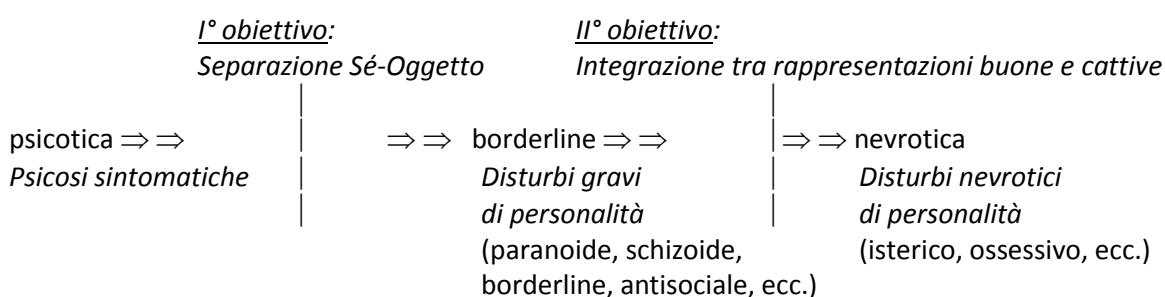 I° obiettivo: II° obiettivo:
Separazione Sé-Oggetto Integrazione tra rappresentazioni buone e cattive
psicotica ⇒ ⇒ ⇒ ⇒ borderline ⇒ ⇒ ⇒ ⇒ nevrotica
Psicosi sintomatiche Disturbi gravi Disturbi nevrotici
di personalità di personalità
(paranoide, schizoide, (isterico, ossessivo, ecc.)
borderline, antisociale, ecc.)